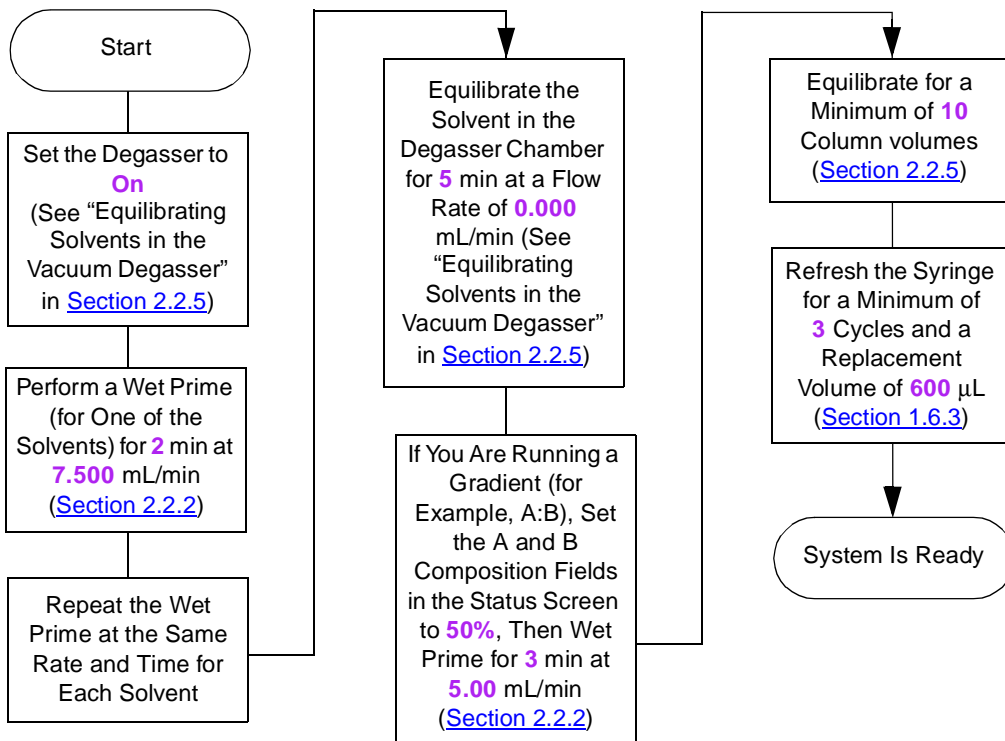 Start
Set the Degasser to
On
(See “Equilibrating
Solvents in the
Vacuum Degasser”
in Section 2.2.5)
Perform a Wet Prime
(for One of the
Solvents) for 2 min at
7.500 mL/min
(Section 2.2.2)
Repeat the Wet
Prime at the Same
Rate and Time for
Each Solvent
Equilibrate the
Solvent in the
Degasser Chamber
for 5 min at a Flow
Rate of 0.000
mL/min (See
“Equilibrating
Solvents in the
Vacuum Degasser”
in Section 2.2.5)
If You Are Running a
Gradient (for
Example, A:B), Set
the A and B
Composition Fields
in the Status Screen
to 50%, Then Wet
Prime for 3 min at
5.00 mL/min
(Section 2.2.2)
Equilibrate for a
Minimum of 10
Column volumes
(Section 2.2.5)
Refresh the Syringe
for a Minimum of
3 Cycles and a
Replacement
Volume of 600 μL
(Section 1.6.3)
System Is Ready